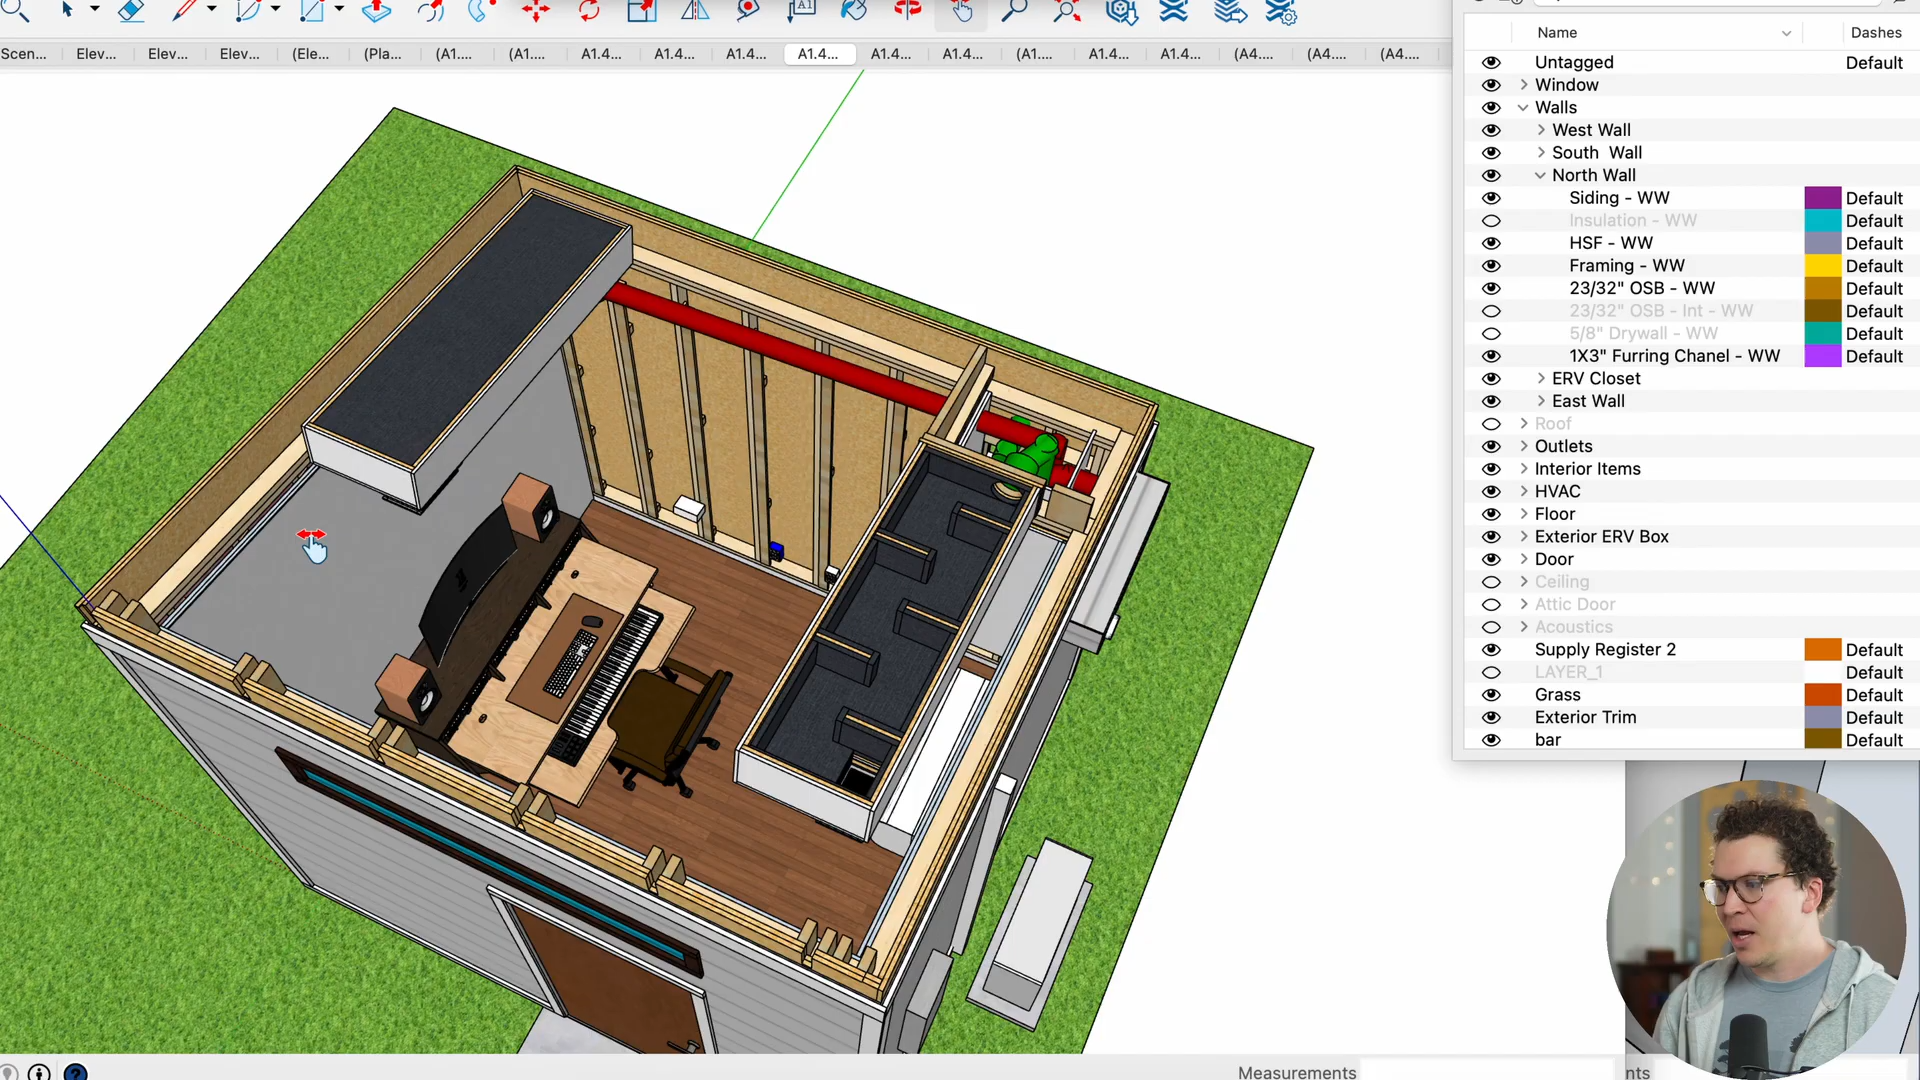 A1
Scen...
Elev...
Elev...
Elev...
(Ele...
(Pla...
(A1....
(A1....
A1.4...
A1.4...
A1.4...
A1.4...
A1.4...
A1.4...
(A1....
A1.4...
A1.4...
(A4....
(A4....
(A4....
Name Dashes
Untagged Default
Window
Walls
West Wall
South Wall
North Wall
Siding - WW Default
Insulation - WW Default
HSF - WW Default
Framing - WW Default
23/32" OSB - WW Default
23/32" OSB - Int - WW Default
5/8" Drywall - WW Default
1X3" Furring Chanel - WW Default
ERV Closet
East Wall
Roof
Outlets
Interior Items
HVAC
Floor
Exterior ERV Box
Door
Ceiling
Attic Door
Acoustics
Supply Register 2 Default
LAYER_1 Default
Grass Default
Exterior Trim Default
bar Default
Measurements
nts